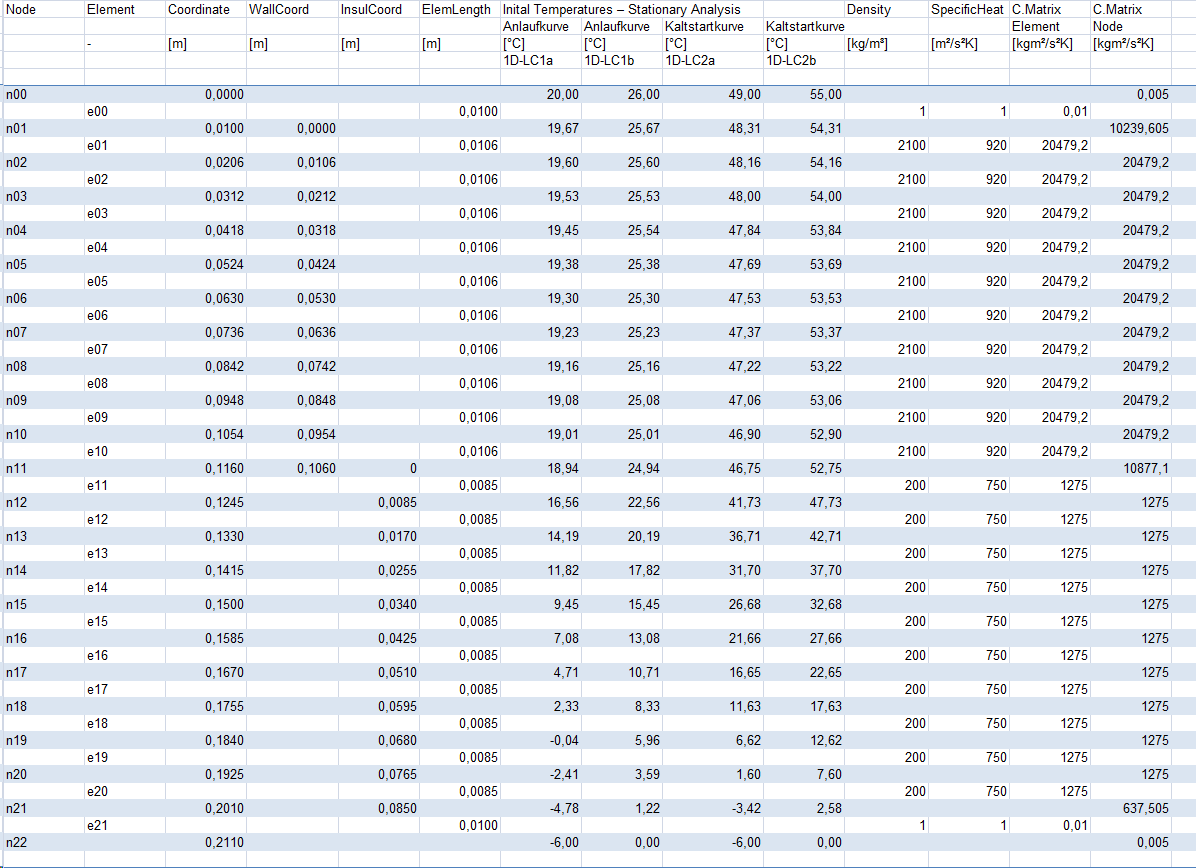 Node Element Coordinate WallCoord InsulCoord ElemLength Inital Temperatures – Stationary Analysis Density SpecificHeat C.Matrix C.Matrix
Anlaufkurve Anlaufkurve Kaltstartkurve Kaltstartkurve Element Node
- [m] [m] [m] [m] [°C] [°C] [°C] [°C] [kg/m³] [m²/s²K] [kgm²/s²K] [kgm²/s²K]
1D-LC1a 1D-LC1b 1D-LC2a 1D-LC2b
n00 0,0000 20,00 26,00 49,00 55,00 0,005
e00 0,0100 1 1 0,01
n01 0,0100 0,0000 19,67 25,67 48,31 54,31 10239,605
e01 0,0106 2100 920 20479,2
n02 0,0206 0,0106 19,60 25,60 48,16 54,16 20479,2
e02 0,0106 2100 920 20479,2
n03 0,0312 0,0212 19,53 25,53 48,00 54,00 20479,2
e03 0,0106 2100 920 20479,2
n04 0,0418 0,0318 19,45 25,54 47,84 53,84 20479,2
e04 0,0106 2100 920 20479,2
n05 0,0524 0,0424 19,38 25,38 47,69 53,69 20479,2
e05 0,0106 2100 920 20479,2
n06 0,0630 0,0530 19,30 25,30 47,53 53,53 20479,2
e06 0,0106 2100 920 20479,2
n07 0,0736 0,0636 19,23 25,23 47,37 53,37 20479,2
e07 0,0106 2100 920 20479,2
n08 0,0842 0,0742 19,16 25,16 47,22 53,22 20479,2
e08 0,0106 2100 920 20479,2
n09 0,0948 0,0848 19,08 25,08 47,06 53,06 20479,2
e09 0,0106 2100 920 20479,2
n10 0,1054 0,0954 19,01 25,01 46,90 52,90 20479,2
e10 0,0106 2100 920 20479,2
n11 0,1160 0,1060 0 18,94 24,94 46,75 52,75 10877,1
e11 0,0085 200 750 1275
n12 0,1245 0,0085 16,56 22,56 41,73 47,73 1275
e12 0,0085 200 750 1275
n13 0,1330 0,0170 14,19 20,19 36,71 42,71 1275
e13 0,0085 200 750 1275
n14 0,1415 0,0255 11,82 17,82 31,70 37,70 1275
e14 0,0085 200 750 1275
n15 0,1500 0,0340 9,45 15,45 26,68 32,68 1275
e15 0,0085 200 750 1275
n16 0,1585 0,0425 7,08 13,08 21,66 27,66 1275
e16 0,0085 200 750 1275
n17 0,1670 0,0510 4,71 10,71 16,65 22,65 1275
e17 0,0085 200 750 1275
n18 0,1755 0,0595 2,33 8,33 11,63 17,63 1275
e18 0,0085 200 750 1275
n19 0,1840 0,0680 -0,04 5,96 6,62 12,62 1275
e19 0,0085 200 750 1275
n20 0,1925 0,0765 -2,41 3,59 1,60 7,60 1275
e20 0,0085 200 750 1275
n21 0,2010 0,0850 -4,78 1,22 -3,42 2,58 637,505
e21 0,0100 1 1 0,01
n22 0,2110 -6,00 0,00 -6,00 0,00 0,005